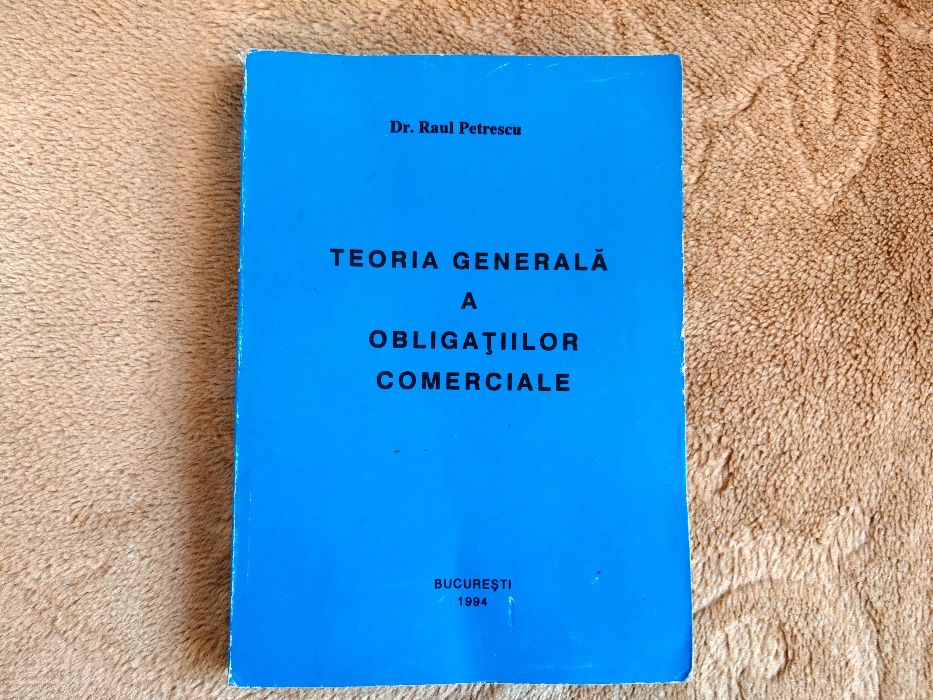 Dr. Raul Petrescu
TEORIA GENERALĂ
A
OBLIGAŢIILOR
COMERCIALE
BUCUREŞTI
1994